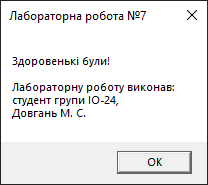 Лабораторна робота №7
Здоровенькі були!
Лабораторну роботу виконав:
студент групи ІО-24,
Довгань М. С.
OK